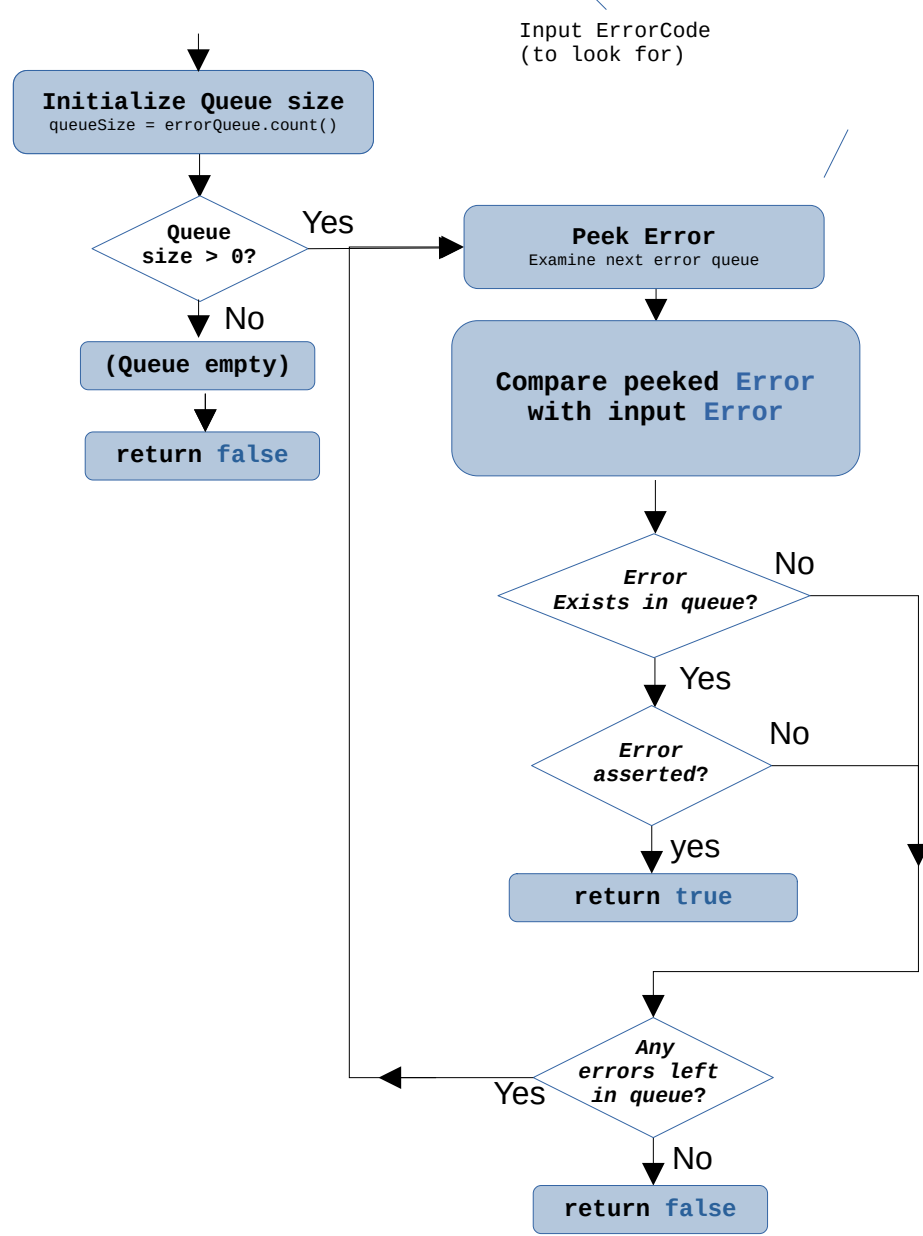 Input ErrorCode
(to look for)
Initialize Queue size
queueSize = errorQueue.count()
Queue
size > 0?
Yes
No
(Queue empty)
return false
Peek Error
Examine next error queue
Compare peeked Error
with input Error
Error
Exists in queue?
No
Yes
Error
asserted?
No
yes
return true
Any
errors left
in queue?
Yes
No
return false